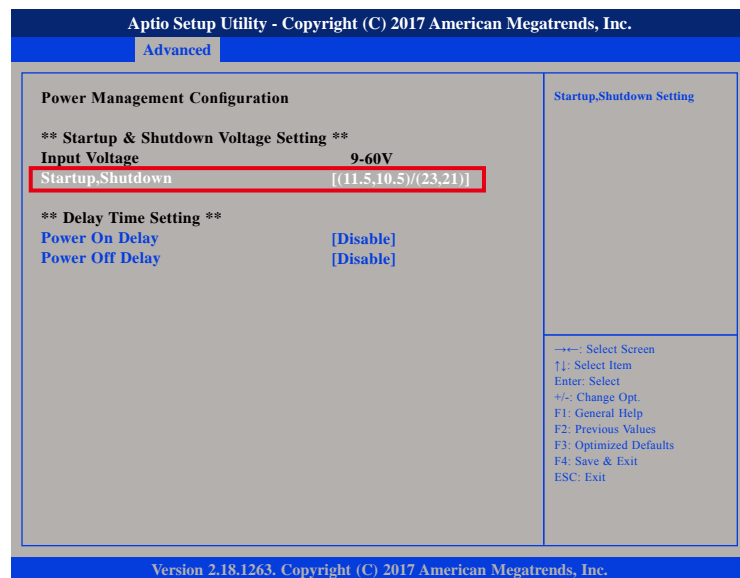 Aptio Setup Utility - Copyright (C) 2017 American Megatrends, Inc.
Advanced
Power Management Configuration
** Startup & Shutdown Voltage Setting **
Input Voltage 9-60V
Startup,Shutdown [(11.5,10.5)/(23,21)]
** Delay Time Setting **
Power On Delay [Disable]
Power Off Delay [Disable]
Startup,Shutdown Setting
→←: Select Screen
↑↓: Select Item
Enter: Select
+/-: Change Opt.
F1: General Help
F2: Previous Values
F3: Optimized Defaults
F4: Save & Exit
ESC: Exit
Version 2.18.1263. Copyright (C) 2017 American Megatrends, Inc.